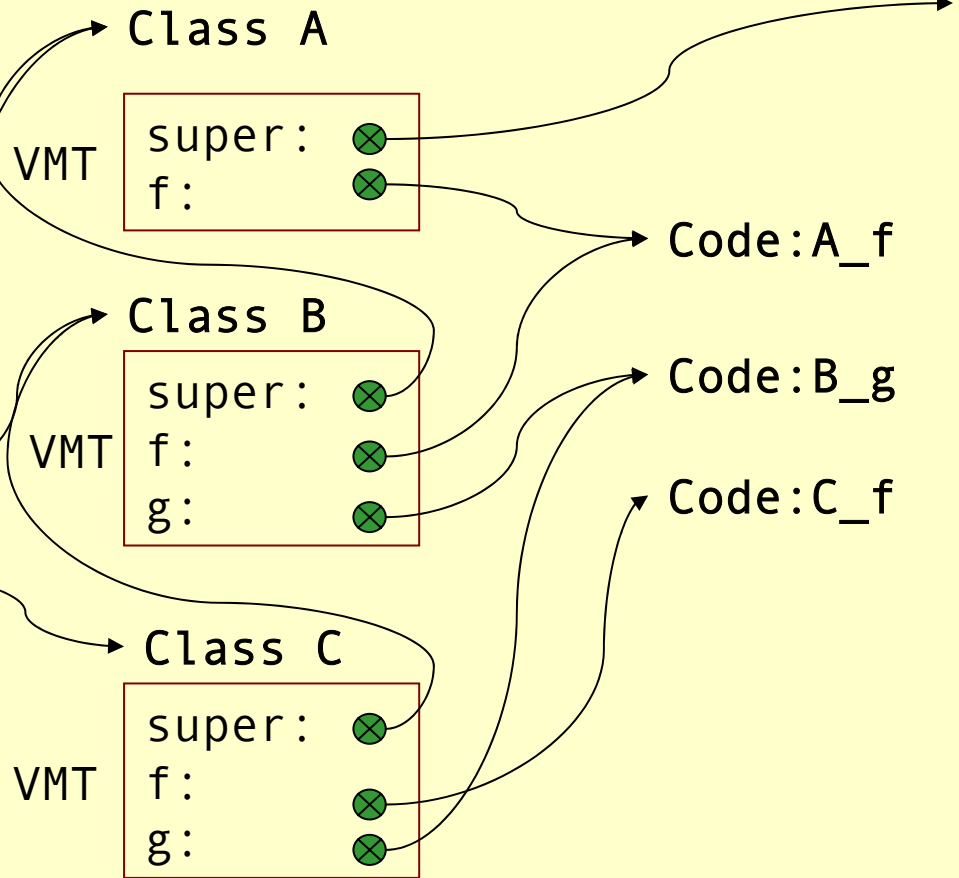 Class A
VMT
super:
f:
Code:A_f
Class B
VMT
super:
f:
g:
Code:B_g
Code:C_f
Class C
VMT
super:
f:
g: